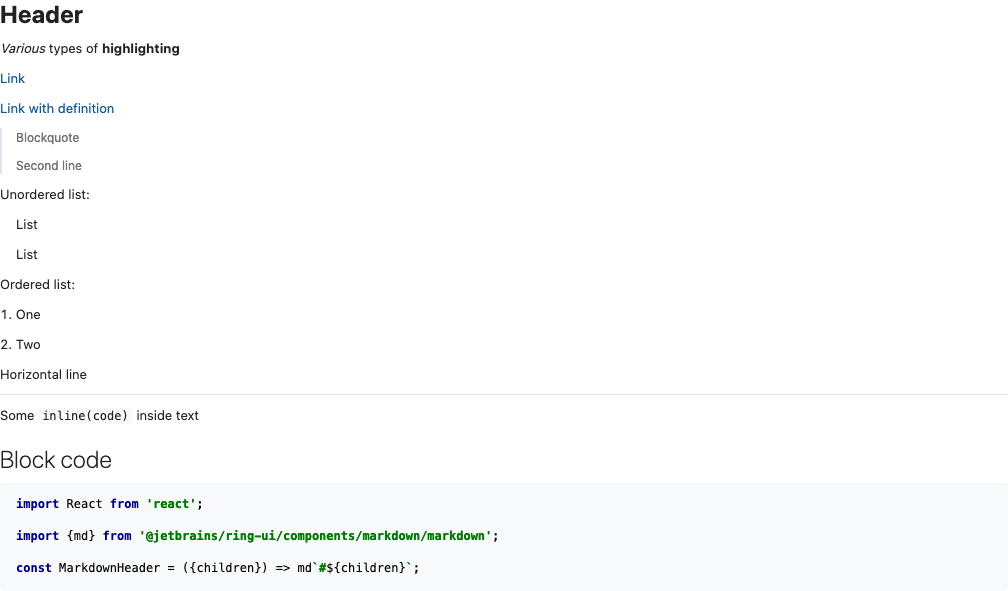 Header
Various types of highlighting
Link
Link with definition
Blockquote
Second line
Unordered list:
List
List
Ordered list:
1. One
2. Two
Horizontal line
Some inline(code) inside text
Block code
import React from 'react';
import {md} from '@jetbrains/ring-ui/components/markdown/markdown';
const MarkdownHeader = ({children}) => md`#${children}`;